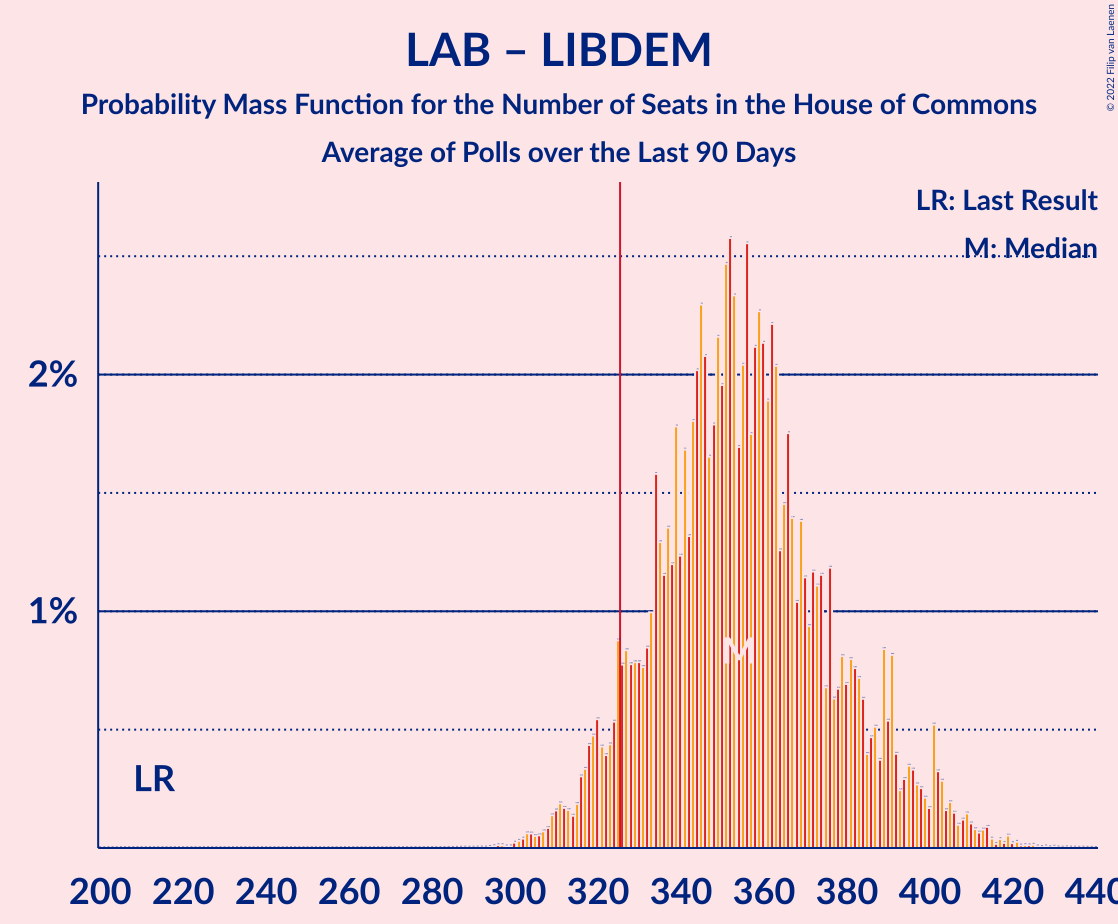 LAB – LIBDEM
Probability Mass Function for the Number of Seats in the House of Commons
Average of Polls over the Last 90 Days
© 2022 Filip van Laenen
LR: Last Result
M: Median
2%
1%
M
LR
200 220 240 260 280 300 320 340 360 380 400 420 440